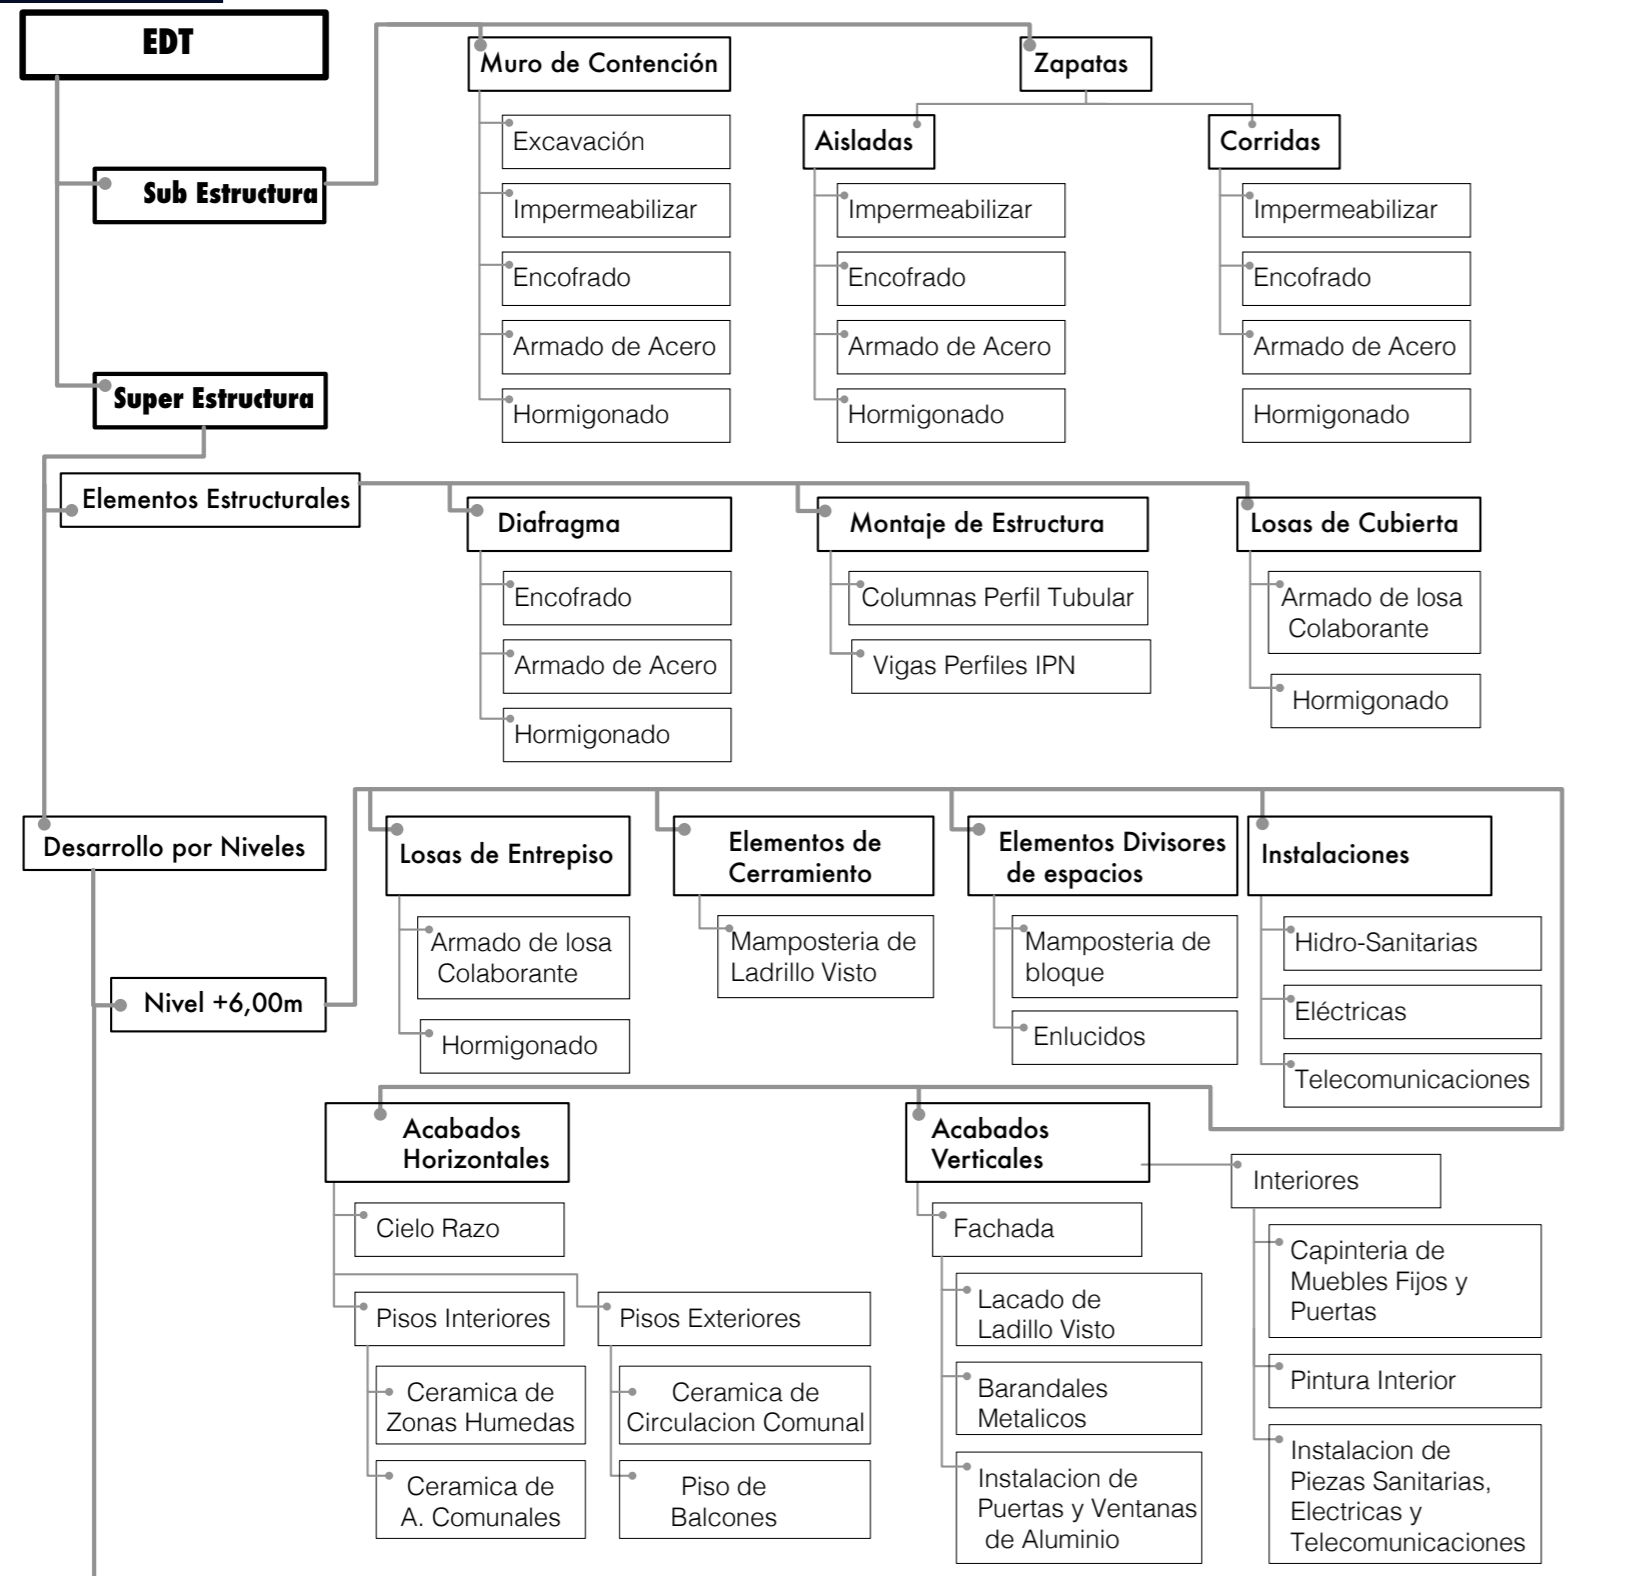 EDT
Sub Estructura
Muro de Contención
Excavación
Impermeabilizar
Encofrado
Armado de Acero
Hormigonado
Zapatas
Aisladas
Impermeabilizar
Encofrado
Armado de Acero
Hormigonado
Corridas
Impermeabilizar
Encofrado
Armado de Acero
Hormigonado
Super Estructura
Elementos Estructurales
Diafragma
Encofrado
Armado de Acero
Hormigonado
Montaje de Estructura
Columnas Perfil Tubular
Vigas Perfiles IPN
Losas de Cubierta
Armado de losa
Colaborante
Hormigonado
Desarrollo por Niveles
Nivel +6,00m
Losas de Entrepiso
Armado de losa
Colaborante
Hormigonado
Elementos de
Cerramiento
Mamposteria de
Ladrillo Visto
Elementos Divisores
de espacios
Mamposteria de
bloque
Enlucidos
Instalaciones
Hidro-Sanitarias
Eléctricas
Telecomunicaciones
Acabados
Horizontales
Cielo Razo
Pisos Interiores
Ceramica de
Zonas Humedas
Ceramica de
A. Comunales
Pisos Exteriores
Ceramica de
Circulacion Comunal
Piso de
Balcones
Acabados
Verticales
Fachada
Lacado de
Ladillo Visto
Barandales
Metalicos
Instalacion de
Puertas y Ventanas
de Aluminio
Interiores
Capinteria de
Muebles Fijos y
Puertas
Pintura Interior
Instalacion de
Piezas Sanitarias,
Electricas y
Telecomunicaciones